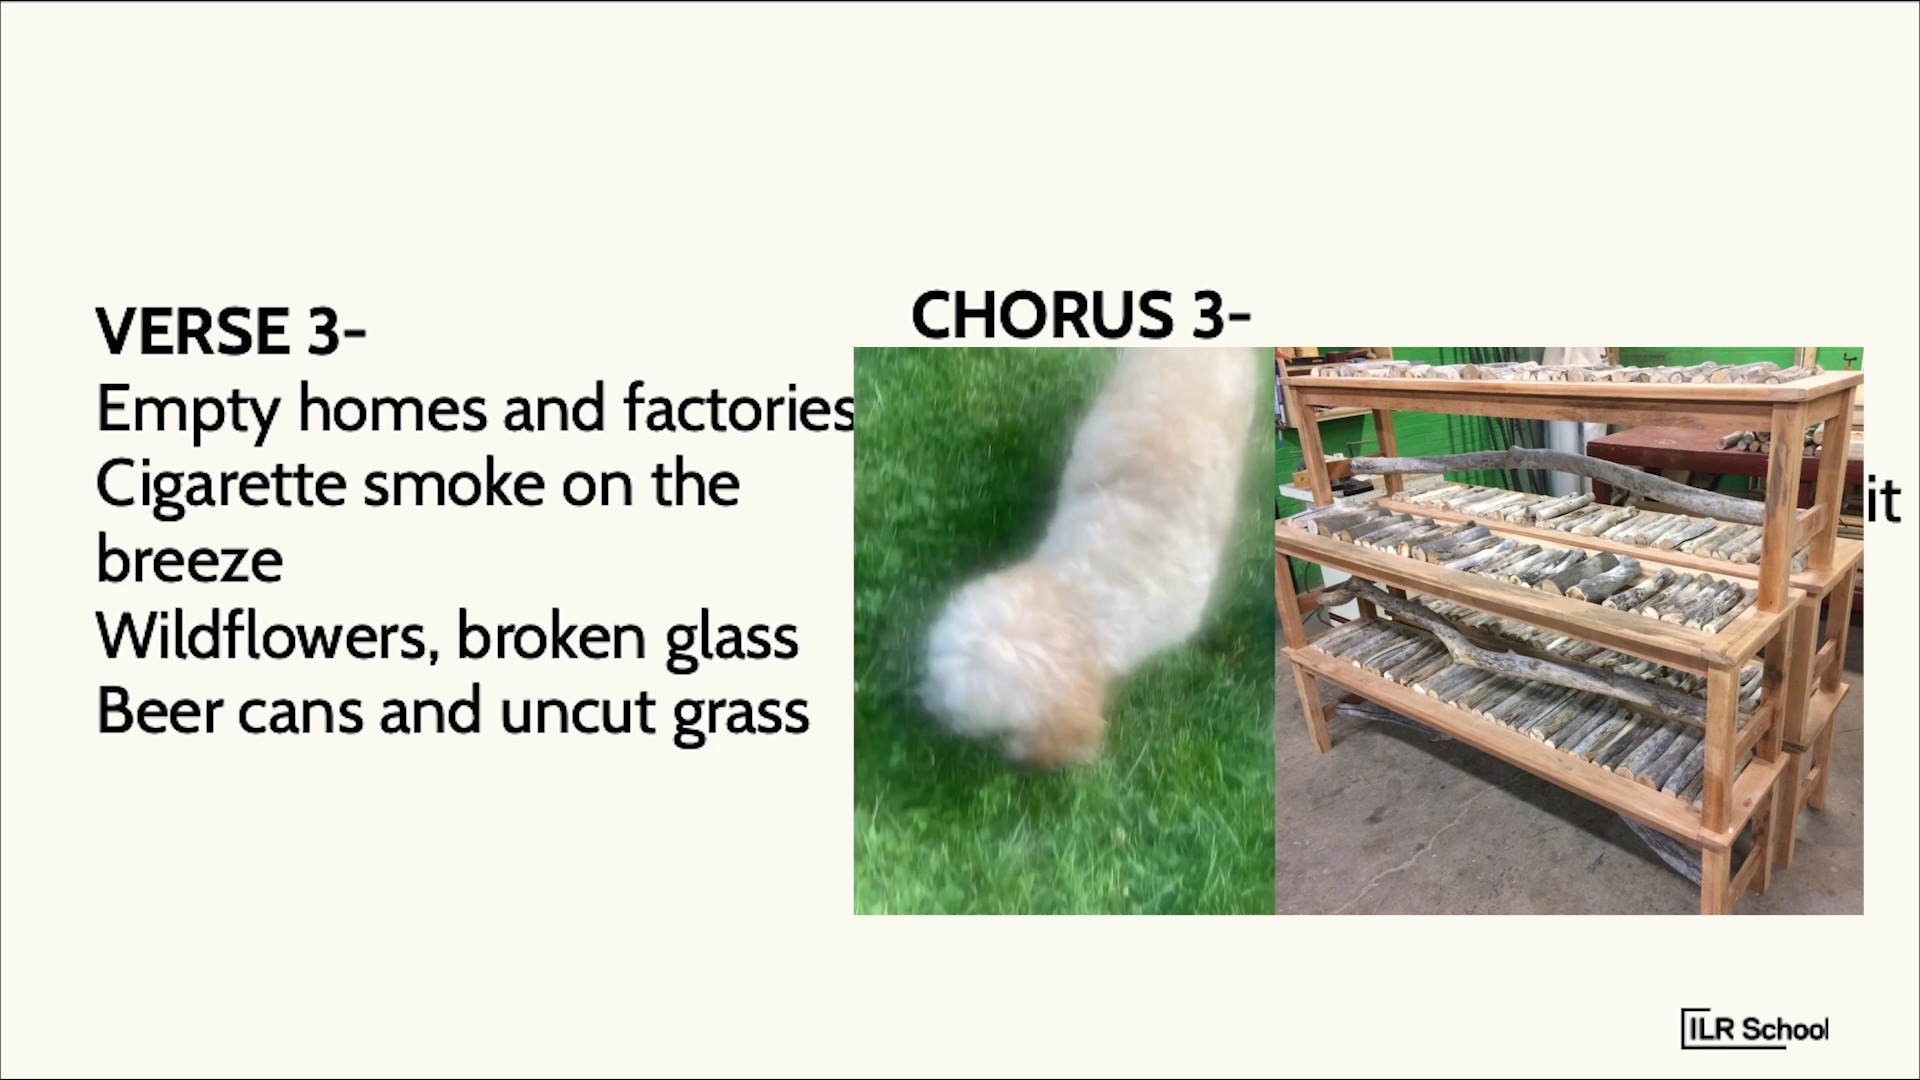 VERSE 3-
Empty homes and factories
Cigarette smoke on the
breeze
Wildflowers, broken glass
Beer cans and uncut grass
CHORUS 3-
it
ILR School